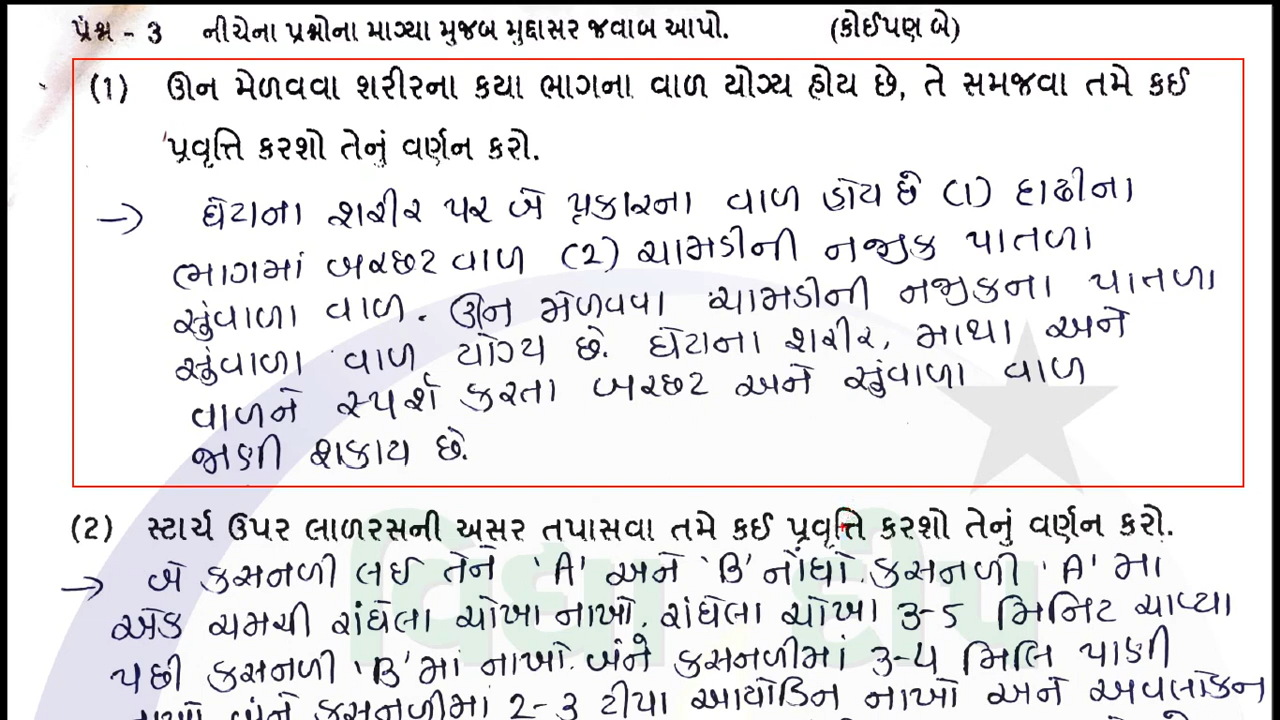 પ્રશ્ન - 3 નીચેના પ્રશ્નોના માગ્યા મુજબ મુદ્દાસર જવાબ આપો. (કોઈપણ બે)
(1) ઊન મેળવવા શરીરના કયા ભાગના વાળ યોગ્ય હોય છે, તે સમજવા તમે કઈ
પ્રવૃત્તિ કરશો તેનું વર્ણન કરો.
→ ઘેટાના શરીર પર બે પ્રકારના વાળ હોય છે (1) દાઢીના
ભાગમાં બરછટ વાળ (2) ચામડીની નજીક પાતળા
સુંવાળા વાળ. ઊન મેળવવા ચામડીની નજીકના પાતળા
સુંવાળા વાળ યોગ્ય છે. ઘેટાના શરીર, માથા અને
વાળને સ્પર્શ કરતા બરછટ અને સુંવાળા વાળ
જાણી શકાય છે.
(2) સ્ટાર્ચ ઉપર લાળરસની અસર તપાસવા તમે કઈ પ્રવૃત્તિ કરશો તેનું વર્ણન કરો.
→ બે કસનળી લઈ તેને 'A' અને 'B' નોંધો. કસનળી 'A' મા
એક ચમચી રાંધેલા ચોખા નાખો. રાંધેલા ચોખા 3-5 મિનિટ ચાવ્યા
પછી કસનળી 'B' માં નાખો. બંને કસનળીમાં 3-4 મિલિ પાણી
નાખો. બંને કસનળીમાં 2-3 ટીપા આયોડિન નાખો અને અવલોકન
વિદ્યા દીપ